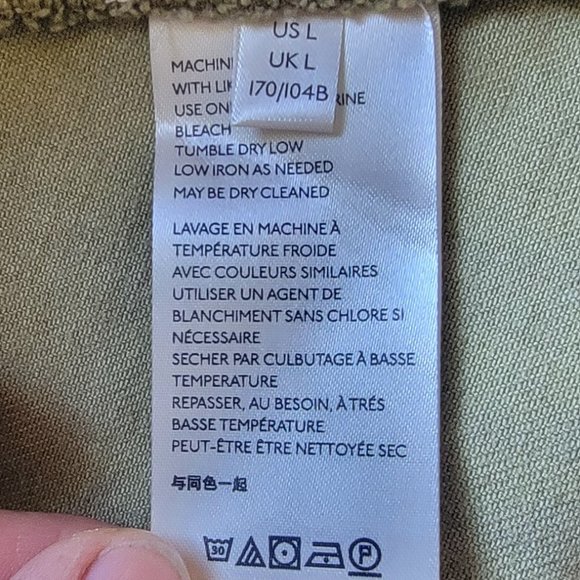 US L
UK L
170/104B
MACHIN
WITH LIK
USE ON RINE
BLEACH
TUMBLE DRY LOW
LOW IRON AS NEEDED
MAY BE DRY CLEANED
LAVAGE EN MACHINE À
TEMPÉRATURE FROIDE
AVEC COULEURS SIMILAIRES
UTILISER UN AGENT DE
BLANCHIMENT SANS CHLORE SI
NÉCESSAIRE
SECHER PAR CULBUTAGE À BASSE
TEMPERATURE
REPASSER, AU BESOIN, À TRÉS
BASSE TEMPÉRATURE
PEUT-ÊTRE ÊTRE NETTOYÉE SEC
与同色一起
30 P